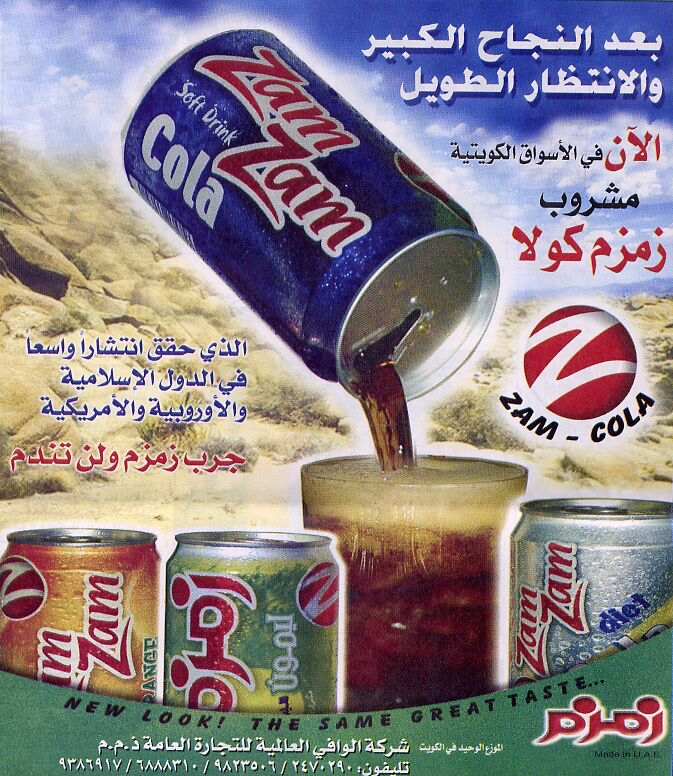 بعد النجاح الكبير
والانتظار الطويل
الآن في الأسواق الكويتية
مشروب
زمزم كولا
Zam Zam
Soft Drink
Cola
ZAM - COLA
الذي حقق انتشاراً واسعاً
في الدول الإسلامية
والأوروبية والأمريكية
جرب زمزم ولن تندم
Zam
زمزم
ليمون
Zam Zam
diet
NEW LOOK! THE SAME GREAT TASTE...
زمزم
Made In U.A.E.
الموزع الوحيد في الكويت شركة الوافي العالمية للتجارة العامة ذ.م.م
تليفون: ٢٤٧٠٢٩٠ / ٩٨٢٣٥٠٦ / ٦٨٨٨٣١٠ / ٩٣٨٦٩١٧